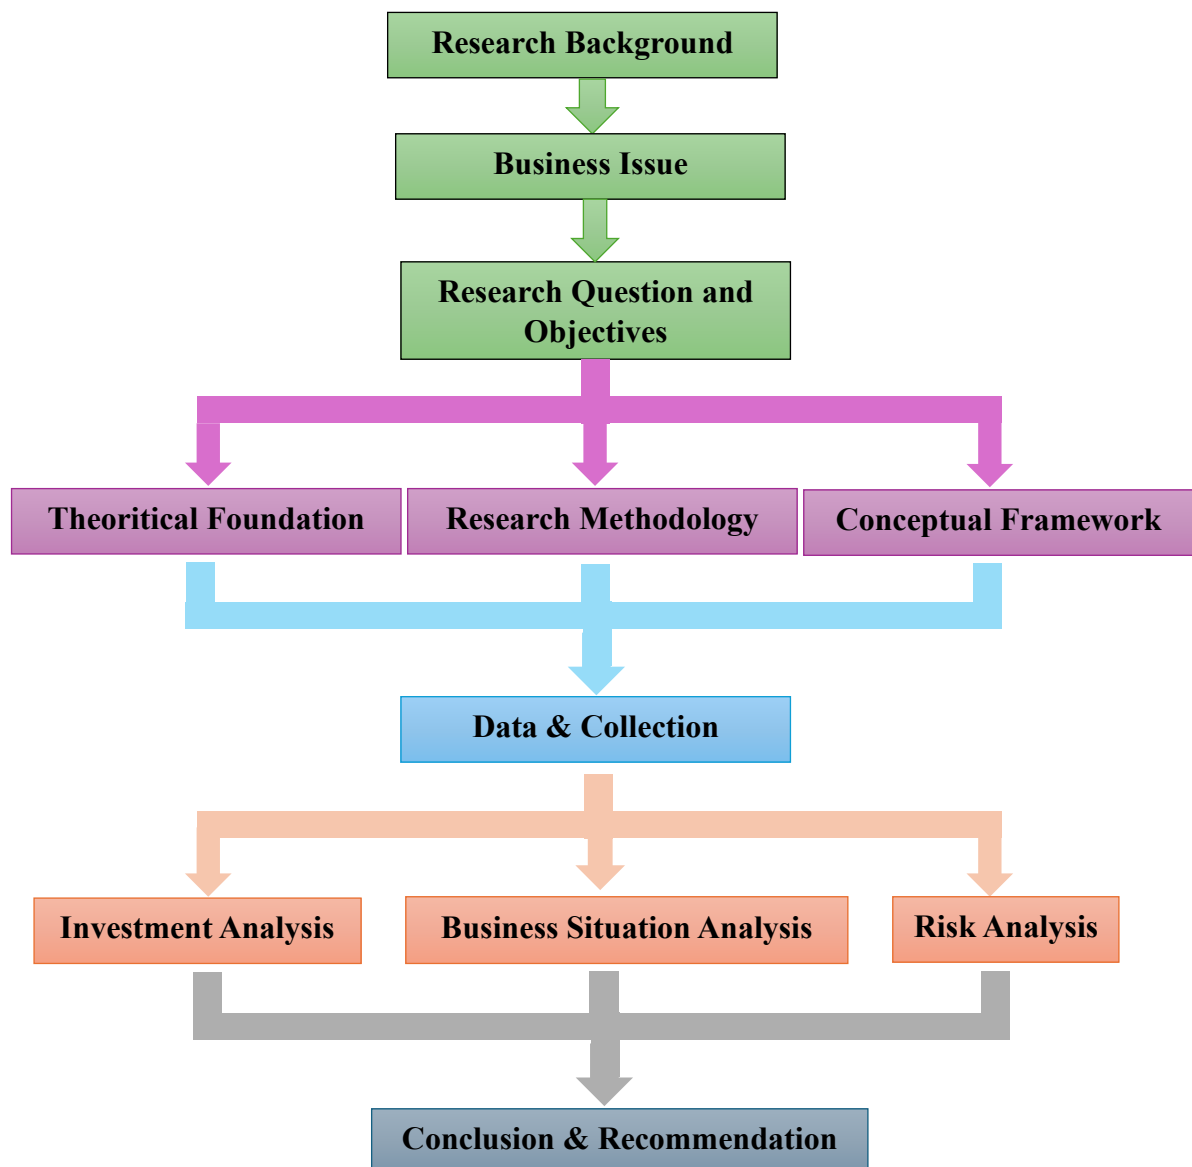 Research Background
Business Issue
Research Question and
Objectives
Theoritical Foundation
Research Methodology
Conceptual Framework
Data & Collection
Investment Analysis
Business Situation Analysis
Risk Analysis
Conclusion & Recommendation